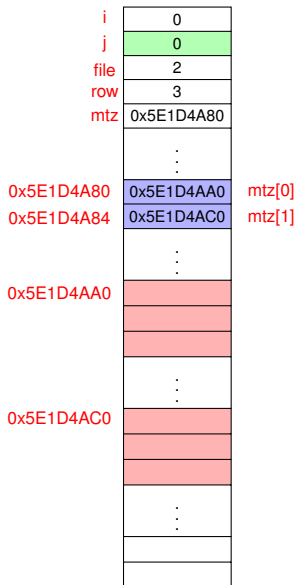 i 0
j 0
file 2
row 3
mtz 0x5E1D4A80
0x5E1D4A80 0x5E1D4AA0 mtz[0]
0x5E1D4A84 0x5E1D4AC0 mtz[1]
0x5E1D4AA0
0x5E1D4AC0